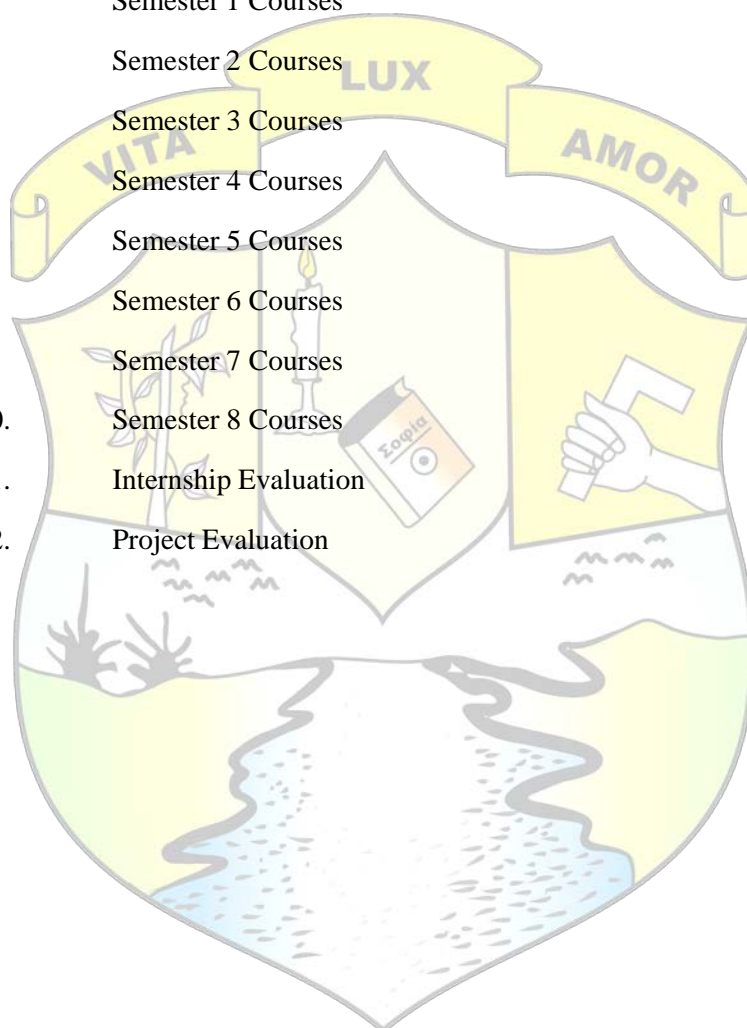 Semester 1 Courses
Semester 2 Courses
LUX
Semester 3 Courses
VITA
AMOR
Semester 4 Courses
Semester 5 Courses
Semester 6 Courses
Semester 7 Courses
Semester 8 Courses
Σοφία
Internship Evaluation
Project Evaluation